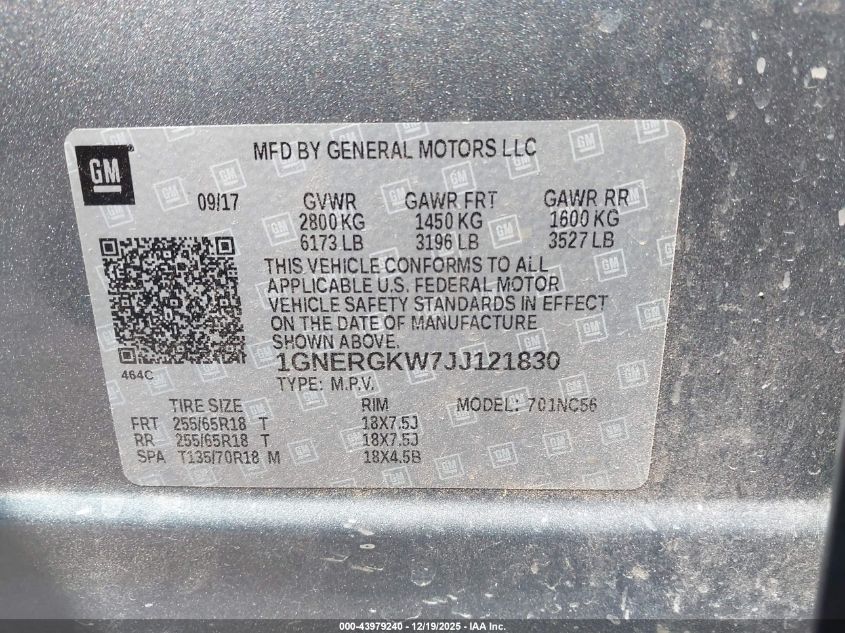 GM
MFD BY GENERAL MOTORS LLC
09/17 GVWR GAWR FRT GAWR RR
2800 KG 1450 KG 1600 KG
6173 LB 3196 LB 3527 LB
THIS VEHICLE CONFORMS TO ALL
APPLICABLE U.S. FEDERAL MOTOR
VEHICLE SAFETY STANDARDS IN EFFECT
ON THE DATE OF MANUFACTURE
SHOWN ABOVE.
1GNERGKW7JJ121830
464C
TYPE: M.P.V.
TIRE SIZE RIM MODEL: 701NC56
FRT 255/65R18 T 18X7.5J
RR 255/65R18 T 18X7.5J
SPA T135/70R18 M 18X4.5B
000-43979240 - 12/19/2025 - IAA Inc.